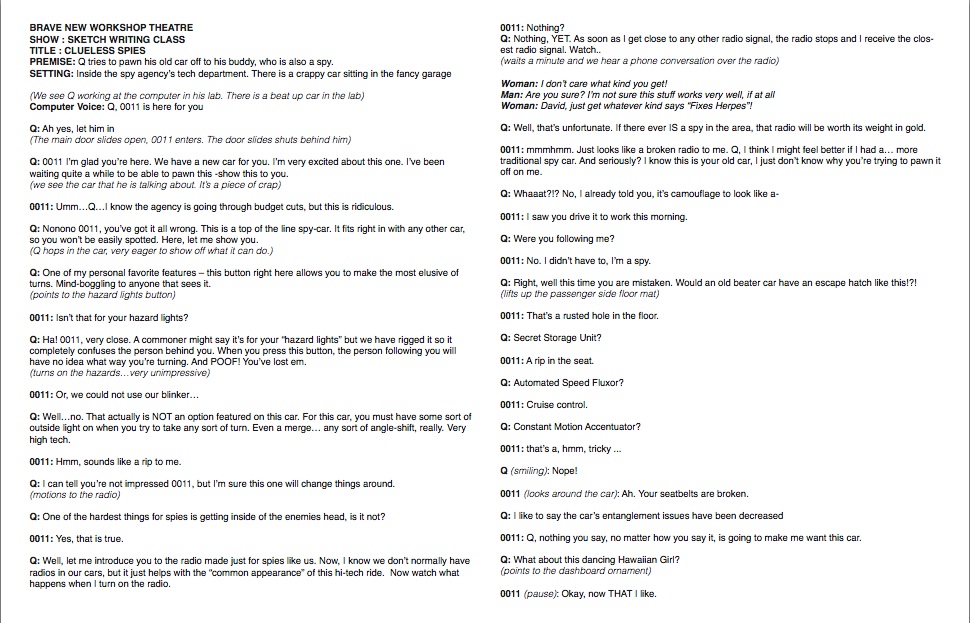 BRAVE NEW WORKSHOP THEATRE
SHOW : SKETCH WRITING CLASS
TITLE : CLUELESS SPIES
PREMISE: Q tries to pawn his old car off to his buddy, who is also a spy.
SETTING: Inside the spy agency's tech department. There is a crappy car sitting in the fancy garage
(We see Q working at the computer in his lab. There is a beat up car in the lab)
Computer Voice: Q, 0011 is here for you
Q: Ah yes, let him in
(The main door slides open, 0011 enters. The door slides shuts behind him)
Q: 0011 I'm glad you're here. We have a new car for you. I'm very excited about this one. I've been
waiting quite a while to be able to pawn this -show this to you.
(we see the car that he is talking about. It's a piece of crap)
0011: Umm…Q…I know the agency is going through budget cuts, but this is ridiculous.
Q: Nonono 0011, you've got it all wrong. This is a top of the line spy-car. It fits right in with any other car,
so you won't be easily spotted. Here, let me show you.
(Q hops in the car, very eager to show off what it can do.)
Q: One of my personal favorite features – this button right here allows you to make the most elusive of
turns. Mind-boggling to anyone that sees it.
(points to the hazard lights button)
0011: Isn't that for your hazard lights?
Q: Ha! 0011, very close. A commoner might say it's for your "hazard lights" but we have rigged it so it
completely confuses the person behind you. When you press this button, the person following you will
have no idea what way you're turning. And POOF! You've lost em.
(turns on the hazards…very unimpressive)
0011: Or, we could not use our blinker…
Q: Well…no. That actually is NOT an option featured on this car. For this car, you must have some sort of
outside light on when you try to take any sort of turn. Even a merge… any sort of angle-shift, really. Very
high tech.
0011: Hmm, sounds like a rip to me.
Q: I can tell you're not impressed 0011, but I'm sure this one will change things around.
(motions to the radio)
Q: One of the hardest things for spies is getting inside of the enemies head, is it not?
0011: Yes, that is true.
Q: Well, let me introduce you to the radio made just for spies like us. Now, I know we don't normally have
radios in our cars, but it just helps with the "common appearance" of this hi-tech ride.  Now watch what
happens when I turn on the radio.
0011: Nothing?
Q: Nothing, YET. As soon as I get close to any other radio signal, the radio stops and I receive the clos-
est radio signal. Watch..
(waits a minute and we hear a phone conversation over the radio)
Woman: I don't care what kind you get!
Man: Are you sure? I'm not sure this stuff works very well, if at all
Woman: David, just get whatever kind says "Fixes Herpes"!
Q: Well, that's unfortunate. If there ever IS a spy in the area, that radio will be worth its weight in gold.
0011: mmmhmm. Just looks like a broken radio to me. Q, I think I might feel better if I had a… more
traditional spy car. And seriously? I know this is your old car, I just don't know why you're trying to pawn it
off on me.
Q: Whaaat?!? No, I already told you, it's camouflage to look like a-
0011: I saw you drive it to work this morning.
Q: Were you following me?
0011: No. I didn't have to, I'm a spy.
Q: Right, well this time you are mistaken. Would an old beater car have an escape hatch like this!?!
(lifts up the passenger side floor mat)
0011: That's a rusted hole in the floor.
Q: Secret Storage Unit?
0011: A rip in the seat.
Q: Automated Speed Fluxor?
0011: Cruise control.
Q: Constant Motion Accentuator?
0011: that's a, hmm, tricky ...
Q (smiling): Nope!
0011 (looks around the car): Ah. Your seatbelts are broken.
Q: I like to say the car's entanglement issues have been decreased
0011: Q, nothing you say, no matter how you say it, is going to make me want this car.
Q: What about this dancing Hawaiian Girl?
(points to the dashboard ornament)
0011 (pause): Okay, now THAT I like.